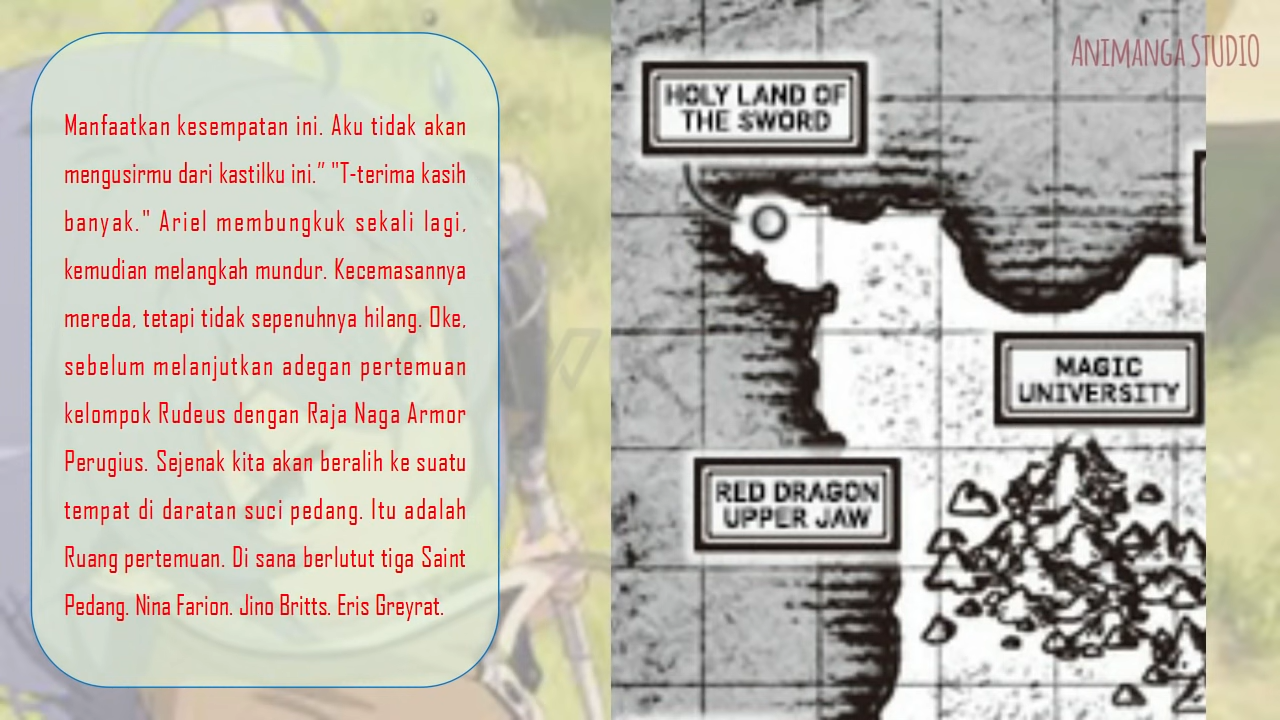 Manfaatkan kesempatan ini. Aku tidak akan
mengusirmu dari kastilku ini.” "T-terima kasih
banyak." Ariel membungkuk sekali lagi,
kemudian melangkah mundur. Kecemasannya
mereda, tetapi tidak sepenuhnya hilang. Oke,
sebelum melanjutkan adegan pertemuan
kelompok Rudeus dengan Raja Naga Armor
Perugius. Sejenak kita akan beralih ke suatu
tempat di daratan suci pedang. Itu adalah
Ruang pertemuan. Di sana berlutut tiga Saint
Pedang. Nina Farion. Jino Britts. Eris Greyrat.
ANIMANGA STUDIO
HOLY LAND OF
THE SWORD
MAGIC
UNIVERSITY
RED DRAGON
UPPER JAW